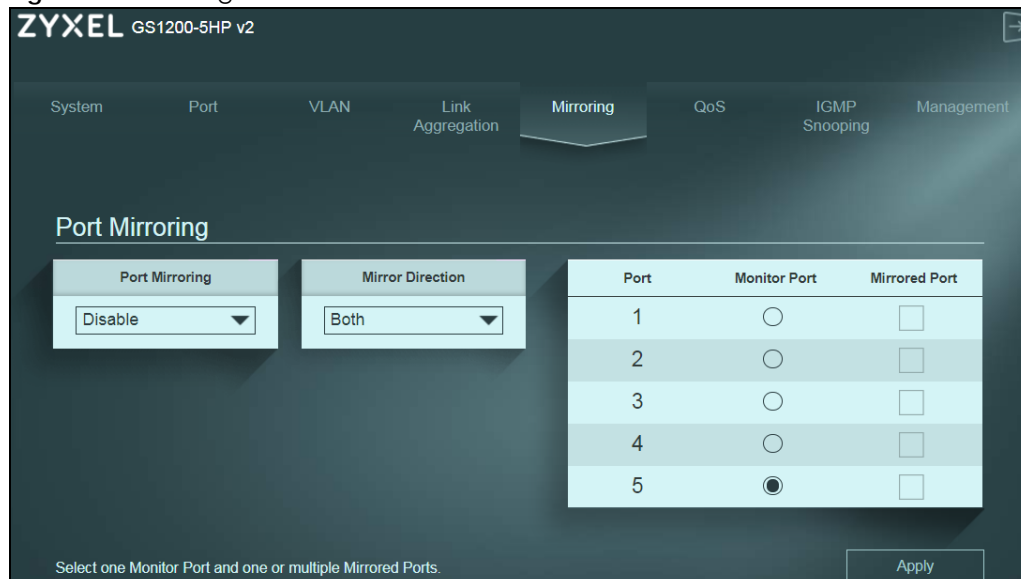 ZYXEL GS1200-5HP v2
System Port VLAN Link Aggregation Mirroring QoS IGMP Snooping Management
Port Mirroring
Port Mirroring Mirror Direction
Disable Both
Port Monitor Port Mirrored Port
1
2
3
4
5
Select one Monitor Port and one or multiple Mirrored Ports.
Apply